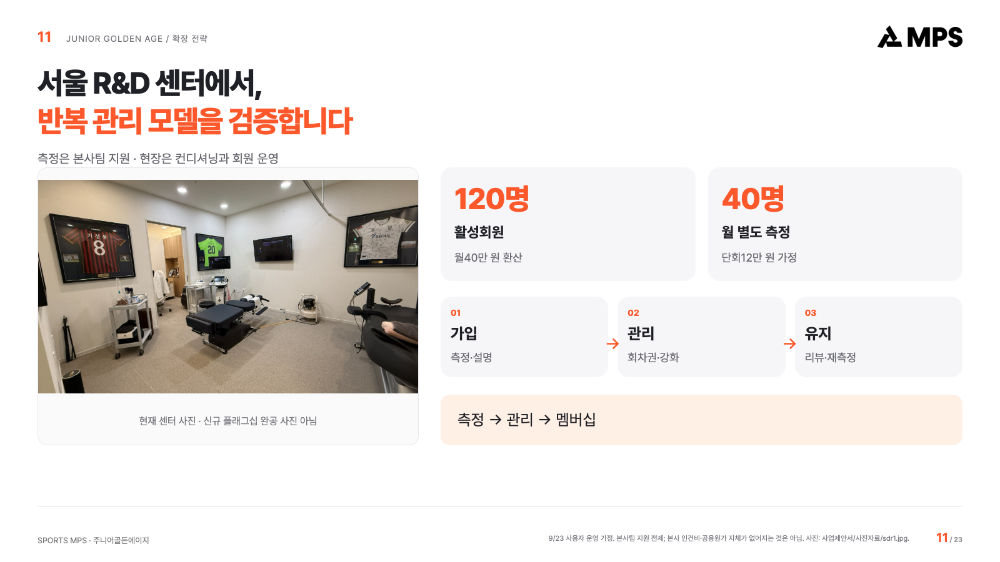 11 JUNIOR GOLDEN AGE / 확장 전략
MPS
서울 R&D 센터에서,
반복 관리 모델을 검증합니다
측정은 본사팀 지원 · 현장은 컨디셔닝과 회원 운영
기성용
8
20
SEOUL
현재 센터 사진 · 신규 플래그십 완공 사진 아님
120명
활성회원
월40만 원 환산
40명
월 별도 측정
단회12만 원 가정
01
가입
측정·설명
→
02
관리
회차권·강화
→
03
유지
리뷰·재측정
측정 → 관리 → 멤버십
SPORTS MPS · 주니어골든에이지
9/23 사용자 운영 가정. 본사팀 지원 전제; 본사 인건비·공용원가 자체가 없어지는 것은 아님. 사진: 사업제안서/사진자료/sdr1.jpg.
11 / 23